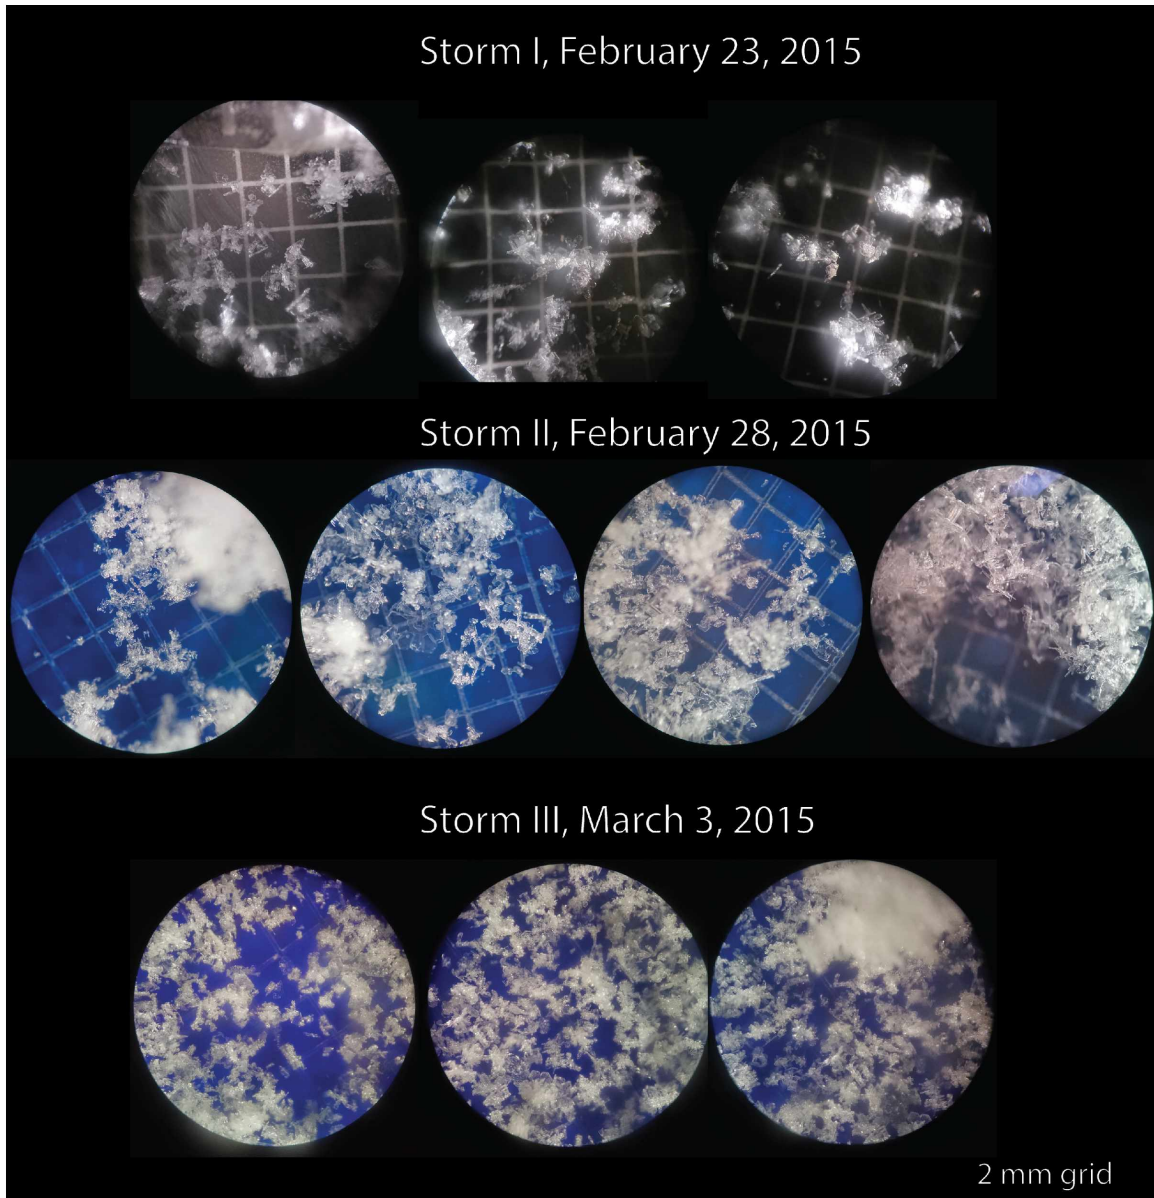 Storm I, February 23, 2015
Storm II, February 28, 2015
Storm III, March 3, 2015
2 mm grid